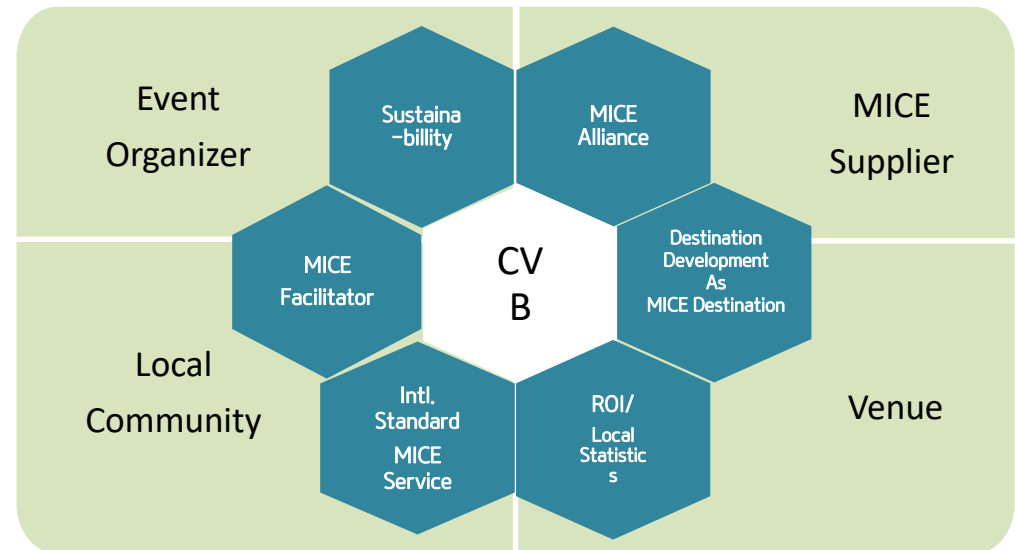 Event
Organizer
Sustaina
-billity
MICE
Alliance
MICE
Supplier
MICE
Facilitator
CV
B
Destination
Development
As
MICE Destination
Local
Community
Intl.
Standard
MICE
Service
ROI/
Local
Statistic
s
Venue